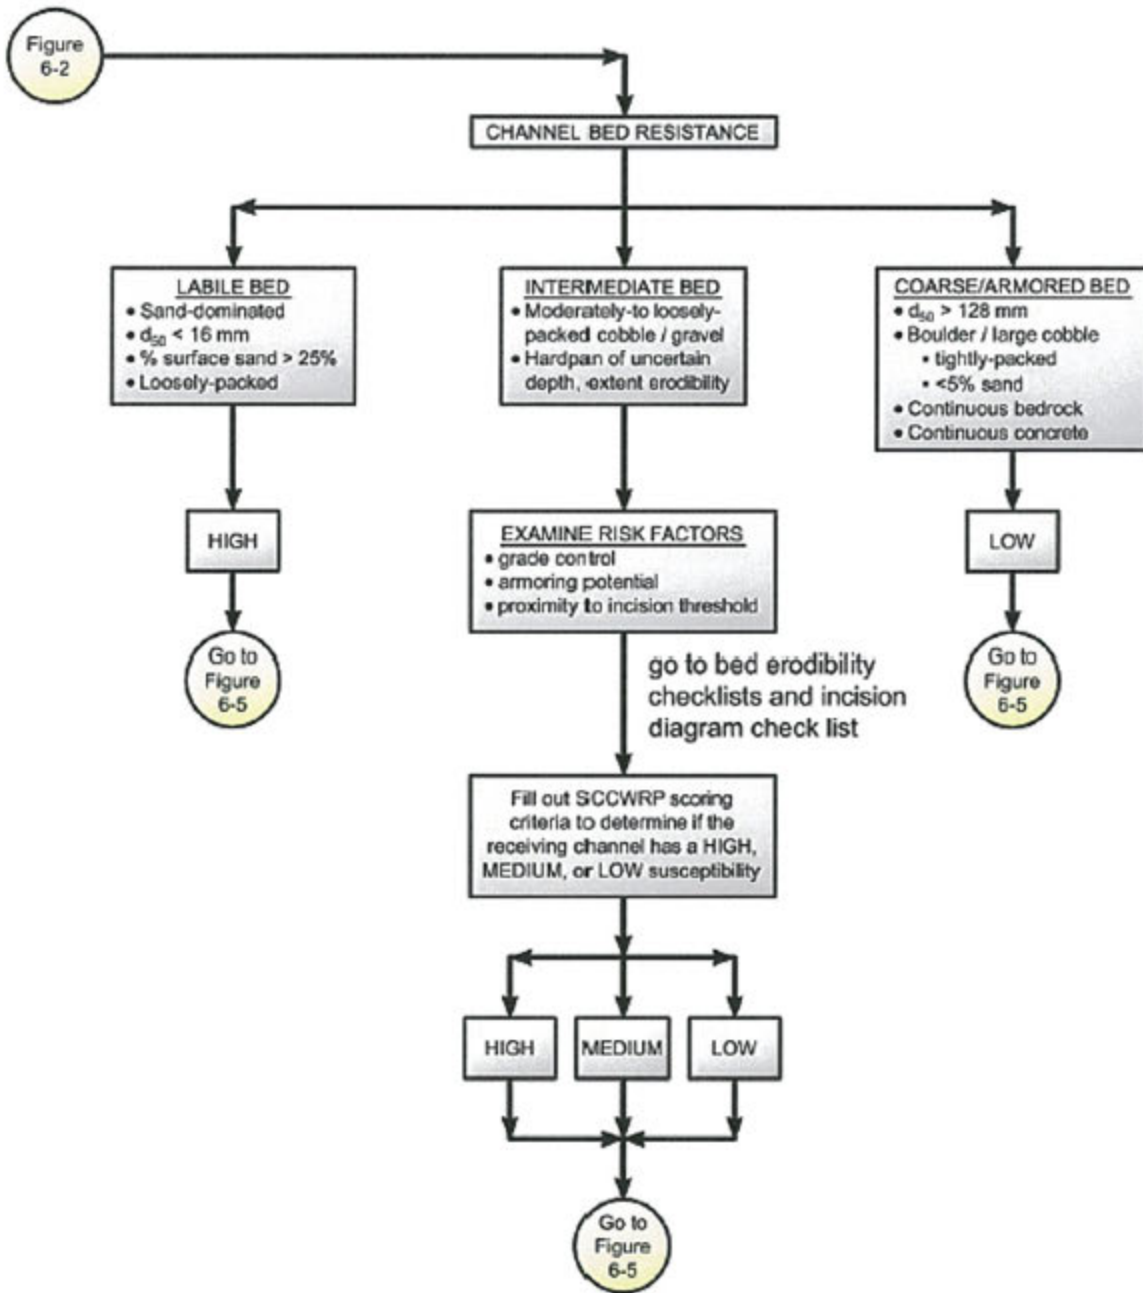 Figure
6-2
CHANNEL BED RESISTANCE
LABILE BED
• Sand-dominated
• d50 < 16 mm
• % surface sand > 25%
• Loosely-packed
INTERMEDIATE BED
• Moderately-to loosely-
packed cobble / gravel
• Hardpan of uncertain
depth, extent erodibility
COARSE/ARMORED BED
• d50 > 128 mm
• Boulder / large cobble
▪ tightly-packed
▪ <5% sand
• Continuous bedrock
• Continuous concrete
HIGH
EXAMINE RISK FACTORS
• grade control
• armoring potential
• proximity to incision threshold
LOW
Go to
Figure
6-5
go to bed erodibility
checklists and incision
diagram check list
Go to
Figure
6-5
Fill out SCCWRP scoring
criteria to determine if the
receiving channel has a HIGH,
MEDIUM, or LOW susceptibility
HIGH
MEDIUM
LOW
Go to
Figure
6-5